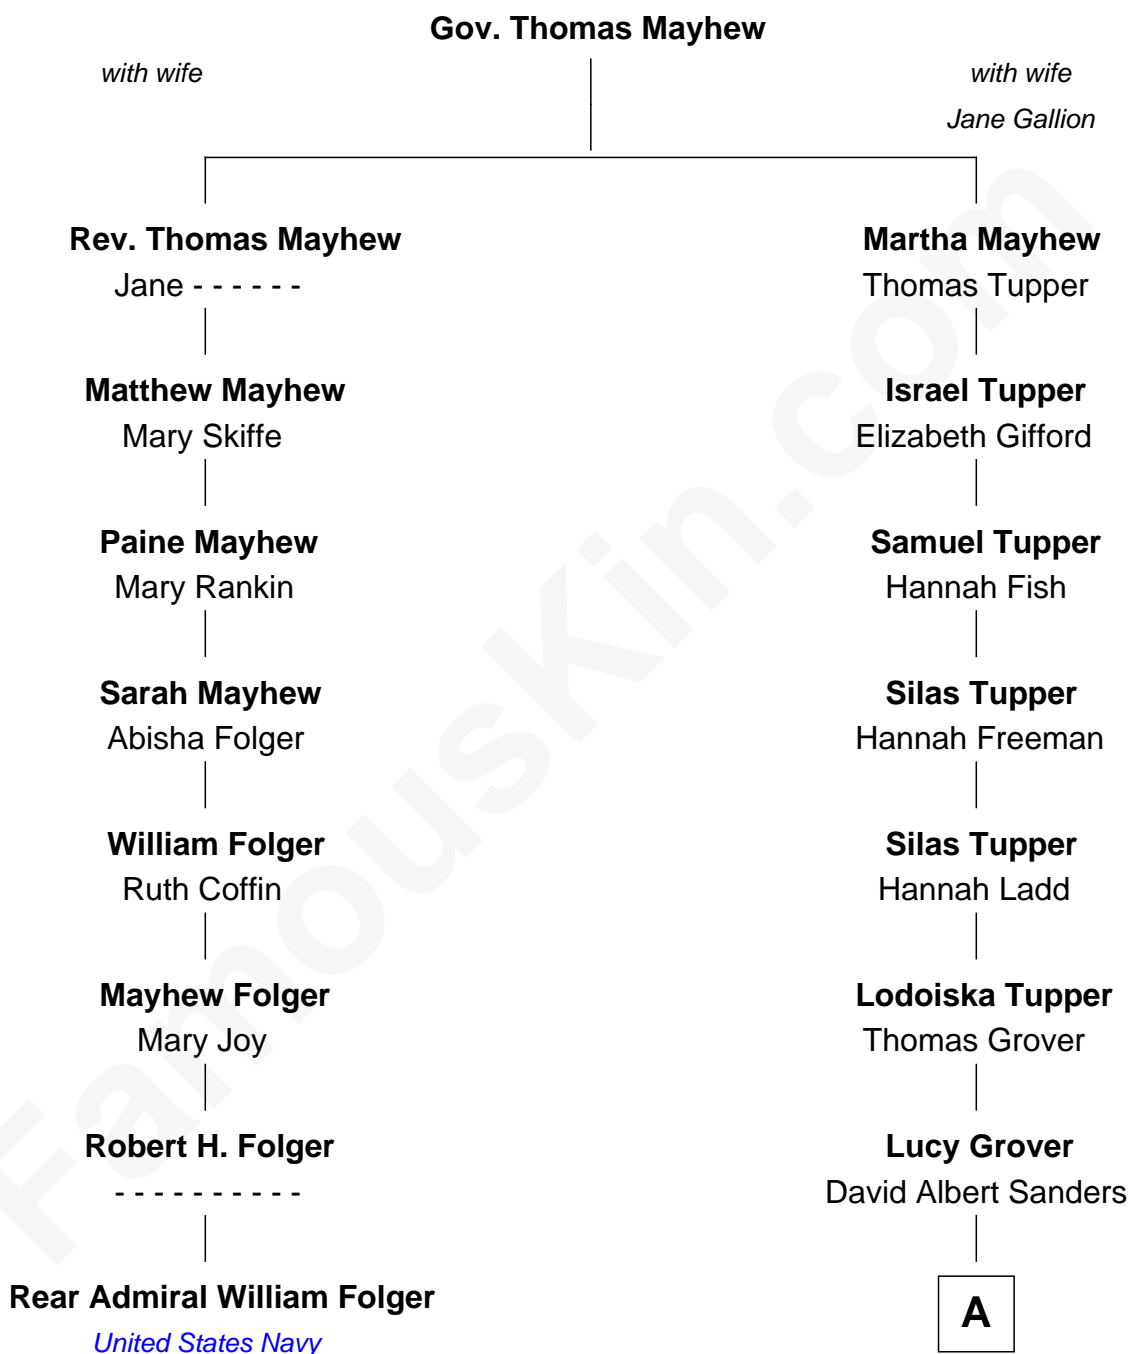 Gov. Thomas Mayhew
with wife
with wife
Jane Gallion
Rev. Thomas Mayhew
Martha Mayhew
Jane - - - - - -
Thomas Tupper
Matthew Mayhew
Israel Tupper
Mary Skiffe
Elizabeth Gifford
Paine Mayhew
Samuel Tupper
Mary Rankin
Hannah Fish
Sarah Mayhew
Silas Tupper
Abisha Folger
Hannah Freeman
William Folger
Silas Tupper
Ruth Coffin
Hannah Ladd
Mayhew Folger
Lodoiska Tupper
Mary Joy
Thomas Grover
Robert H. Folger
Lucy Grover
- - - - - - - - - -
David Albert Sanders
Rear Admiral William Folger
A
United States Navy
FamousKin.com